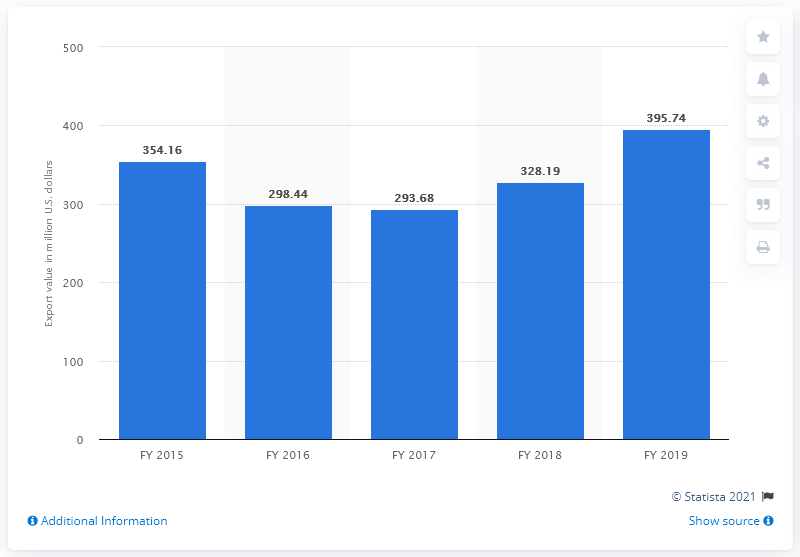 500
400
300
200
100
0
Export value in million U.S. dollars
354.16
298.44
293.68
328.19
395.74
FY 2015
FY 2016
FY 2017
FY 2018
FY 2019
© Statista 2021
Additional Information
Show source